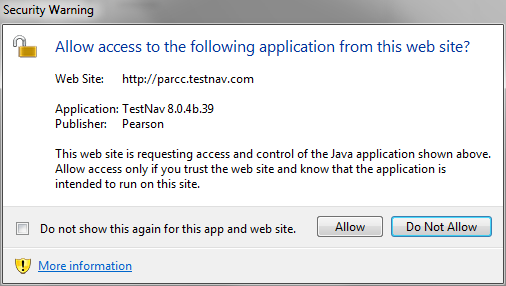 Security Warning
Allow access to the following application from this web site?
Web Site: http://parcc.testnav.com
Application: TestNav 8.0.4b.39
Publisher: Pearson
This web site is requesting access and control of the Java application shown above.
Allow access only if you trust the web site and know that the application is
intended to run on this site.
Do not show this again for this app and web site.
Allow
Do Not Allow
More information